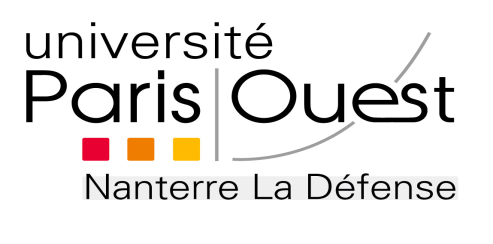 université
Paris Ouest
Nanterre La Défense